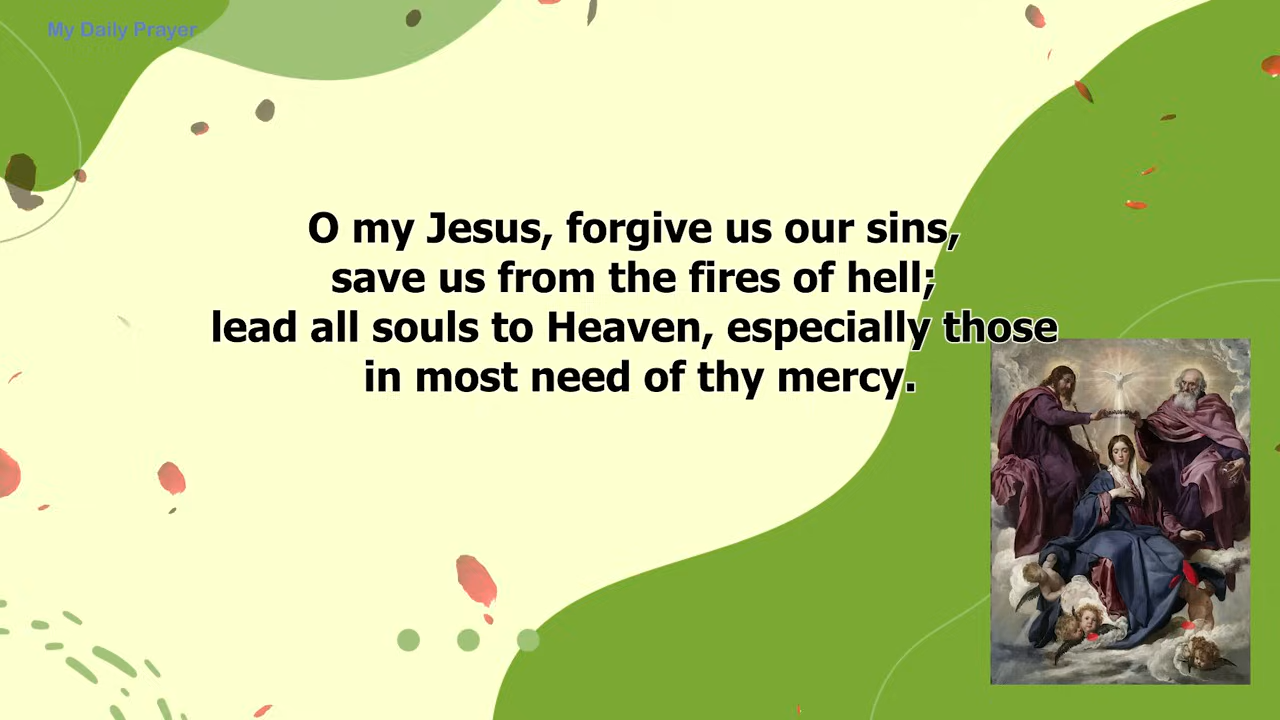 My Daily Prayer
O my Jesus, forgive us our sins,
save us from the fires of hell;
lead all souls to Heaven, especially those
in most need of thy mercy.